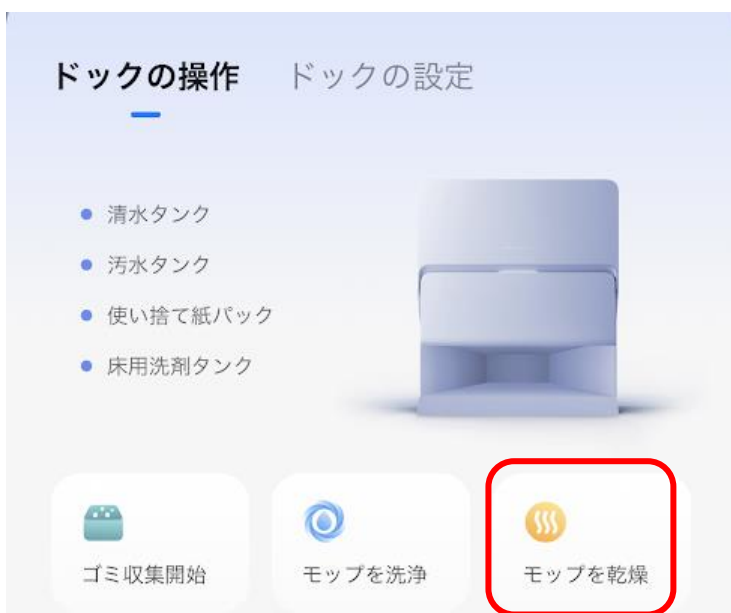 ドックの操作 ドックの設定
清水タンク
汚水タンク
使い捨て紙パック
床用洗剤タンク
ゴミ収集開始 モップを洗浄 モップを乾燥